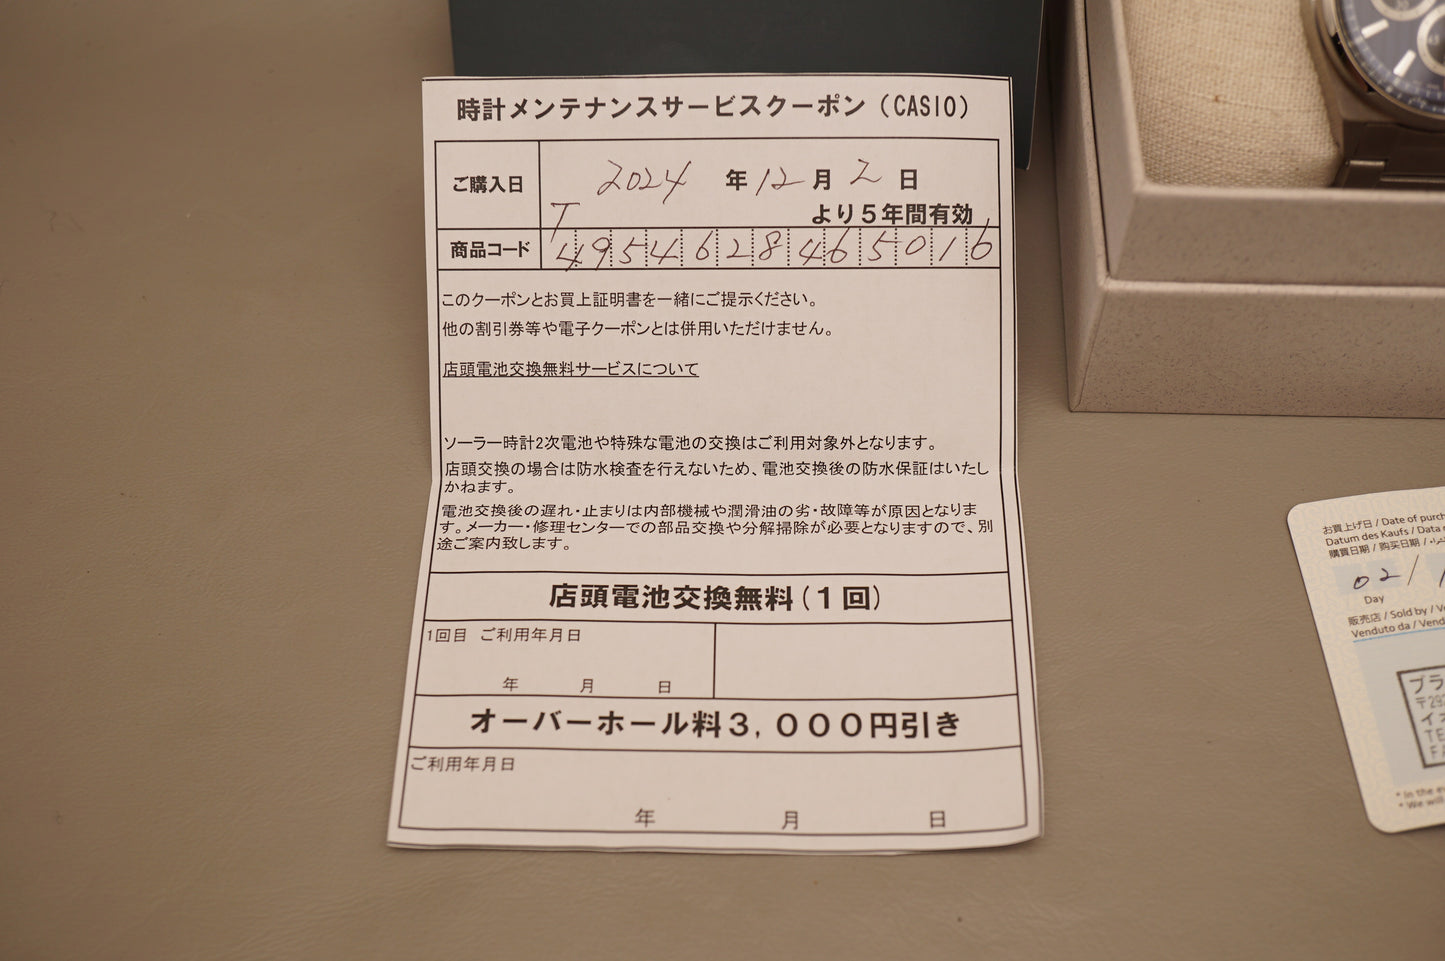 時計メンテナンスサービスクーポン（CASIO）
ご購入日 2024 年 12 月 2 日
より５年間有効
T
商品コード 4954628465016
このクーポンとお買上証明書を一緒にご提示ください。
他の割引券等や電子クーポンとは併用いただけません。
店頭電池交換無料サービスについて
ソーラー時計2次電池や特殊な電池の交換はご利用対象外となります。
店頭交換の場合は防水検査を行えないため、電池交換後の防水保証はいたし
かねます。
電池交換後の遅れ・止まりは内部機械や潤滑油の劣・故障等が原因となりま
す。メーカー・修理センターでの部品交換や分解掃除が必要となりますので、別
途ご案内致します。
店頭電池交換無料（１回）
1回目 ご利用年月日
年 月 日
オーバーホール料３，０００円引き
ご利用年月日
年 月 日
お買上げ日 / Date of purch
Datum des Kaufs / Data
購買日期 / 购买日期 /
02 /
Day
販売店 / Sold by / Ve
Venduto da / Vend
ブラ
〒29
イオ
TE
FA
* In the ev
* We will